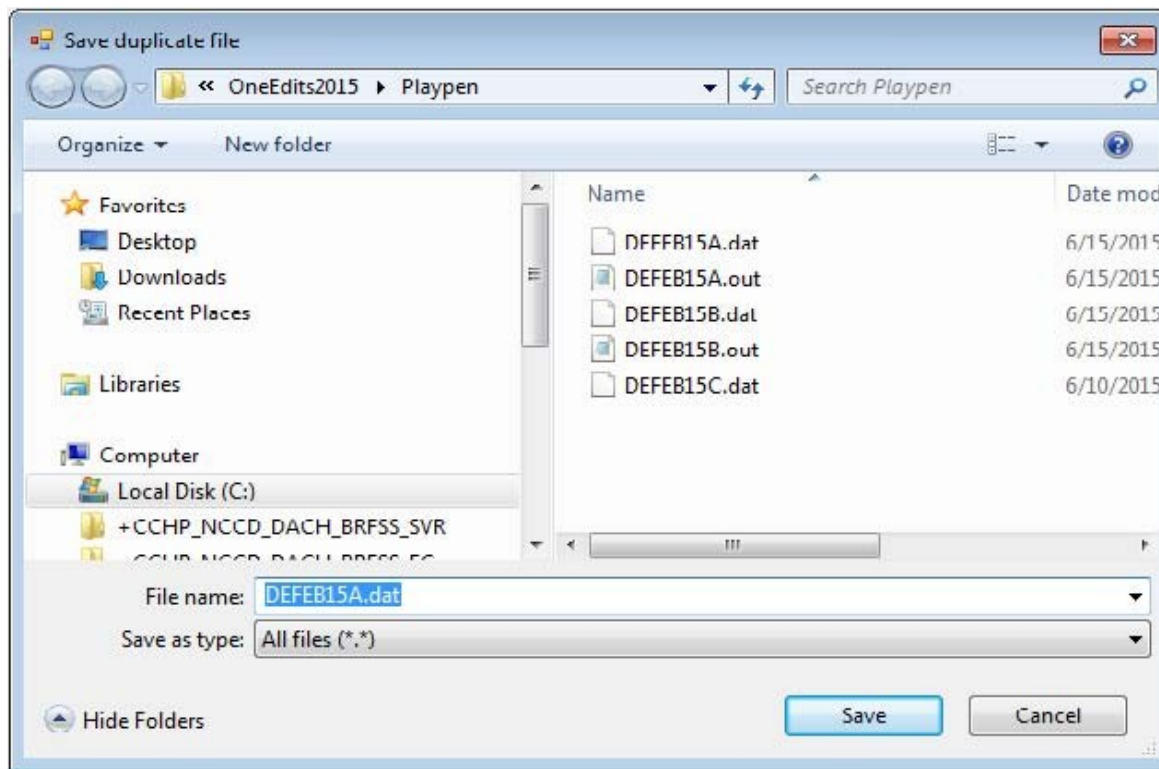 Save duplicate file
« OneEdits2015 ▸ Playpen
Search Playpen
Organize
New folder
Name
Date mod
Favorites
Desktop
Downloads
Recent Places
Libraries
Computer
Local Disk (C:)
+CCHP_NCCD_DACH_BRFSS_SVR
DEFEB15A.dat
6/15/2015
DEFEB15A.out
6/15/2015
DEFEB15B.dat
6/15/2015
DEFEB15B.out
6/15/2015
DEFEB15C.dat
6/10/2015
File name: DEFEB15A.dat
Save as type: All files (*.*)
Hide Folders
Save
Cancel